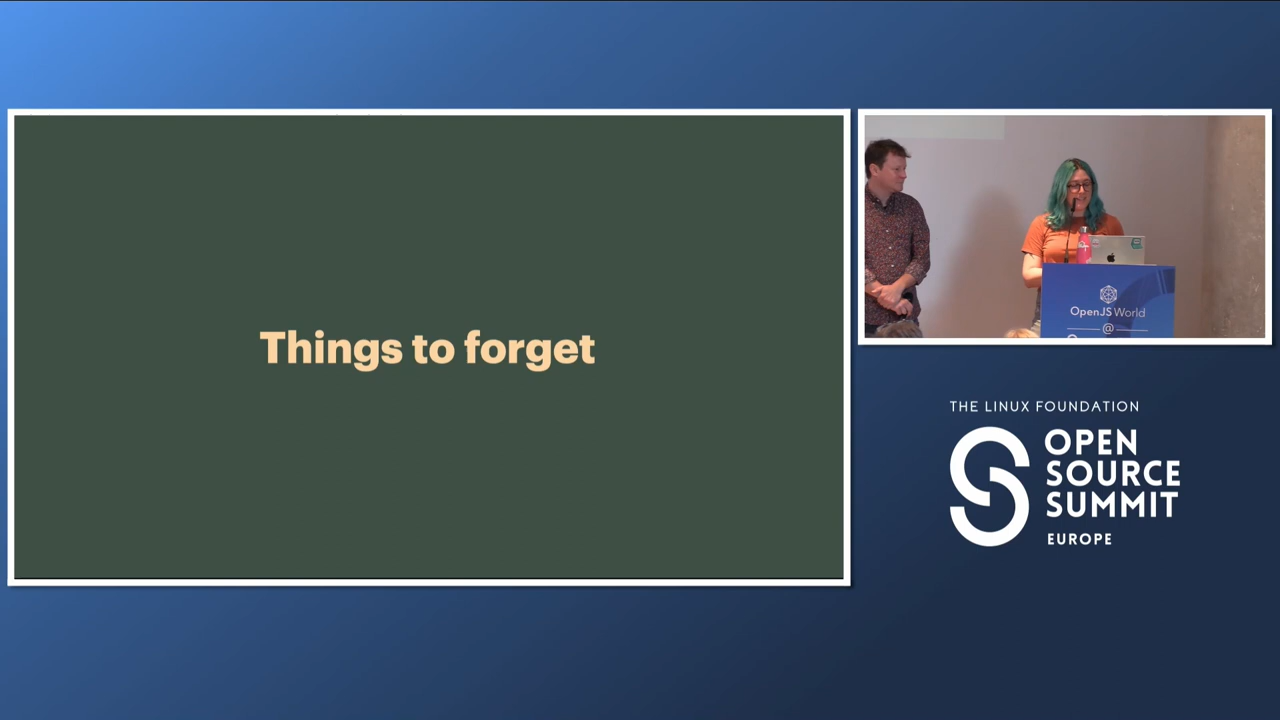 Things to forget
OpenJS World
@
THE LINUX FOUNDATION
OPEN
SOURCE
SUMMIT
EUROPE